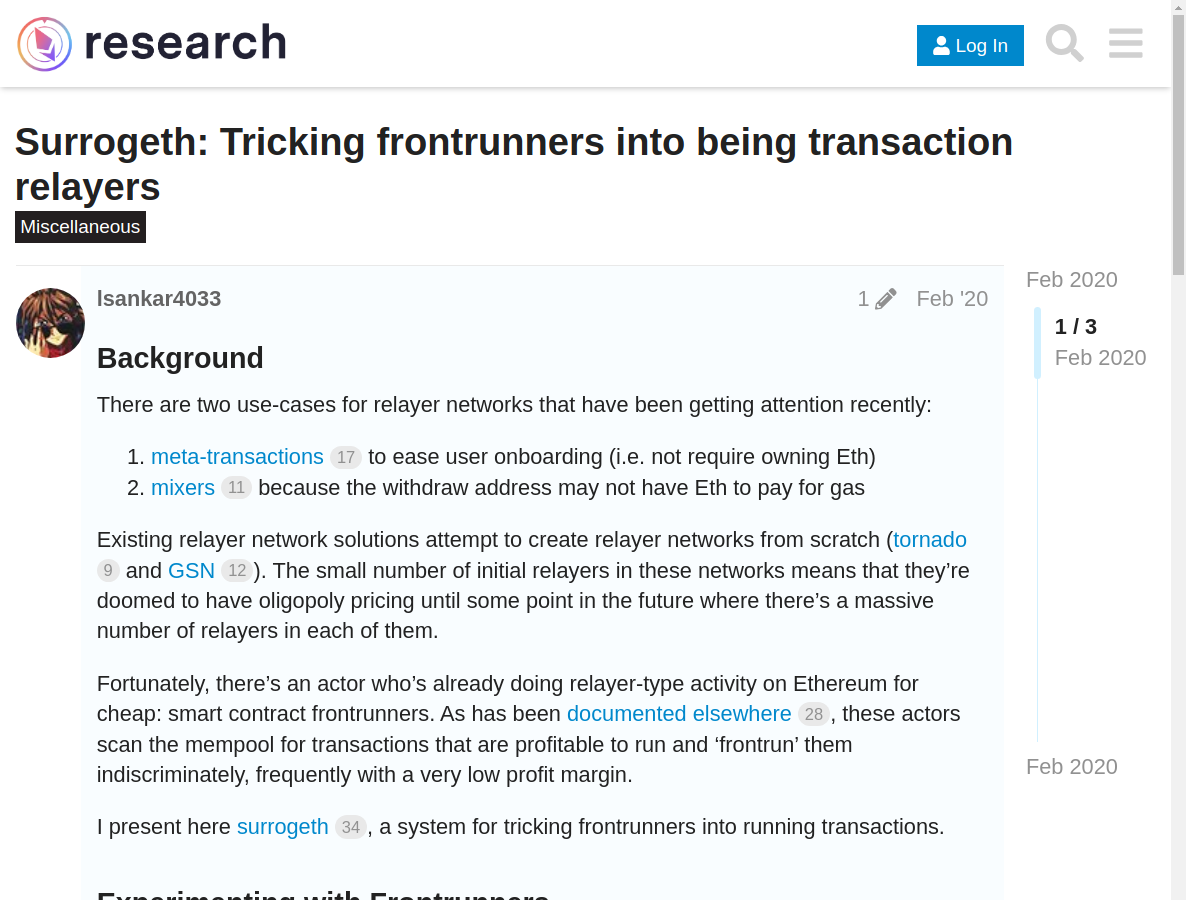 research
Log In
Surrogeth: Tricking frontrunners into being transaction
relayers
Miscellaneous
lsankar4033
1
Feb '20
Background
There are two use-cases for relayer networks that have been getting attention recently:
1. meta-transactions 17 to ease user onboarding (i.e. not require owning Eth)
2. mixers 11 because the withdraw address may not have Eth to pay for gas
Existing relayer network solutions attempt to create relayer networks from scratch (tornado
9 and GSN 12). The small number of initial relayers in these networks means that they’re
doomed to have oligopoly pricing until some point in the future where there’s a massive
number of relayers in each of them.
Fortunately, there’s an actor who’s already doing relayer-type activity on Ethereum for
cheap: smart contract frontrunners. As has been documented elsewhere 28, these actors
scan the mempool for transactions that are profitable to run and ‘frontrun’ them
indiscriminately, frequently with a very low profit margin.
I present here surrogeth 34, a system for tricking frontrunners into running transactions.
Experimenting with Frontrunners
Feb 2020
1 / 3
Feb 2020
Feb 2020